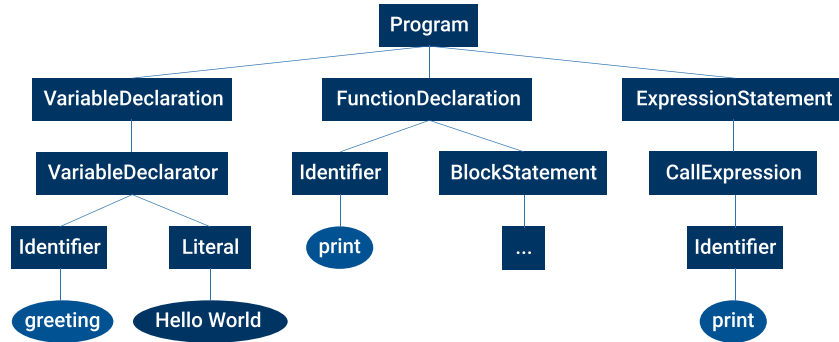 Program
VariableDeclaration
FunctionDeclaration
ExpressionStatement
VariableDeclarator
Identifier
BlockStatement
CallExpression
Identifier
Literal
print
...
Identifier
greeting
Hello World
print